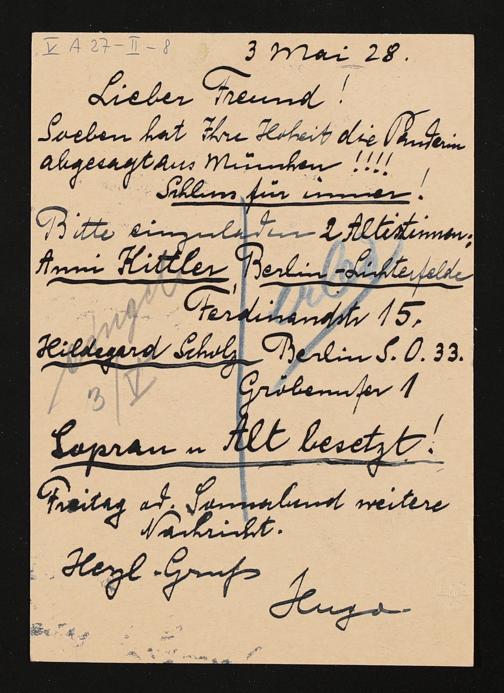 V A 27-II-8
3 Mai 28.
Lieber Freund!
Soeben hat Ihre Hoheit die
abgesagt aus München !!!!
Schluss für immer!
Bitte einzuladen 2 Altistinnen:
Anni Hittler, Berlin-Lichterfelde
Ferdinandstr 15.
Hildegard Scholz Berlin S.O. 33.
3/V
Gröbenufer 1
Sopran u Alt besetzt!
Freitag od. Sonnabend weitere
Nachricht.
Herzl-Gruß
Hugo